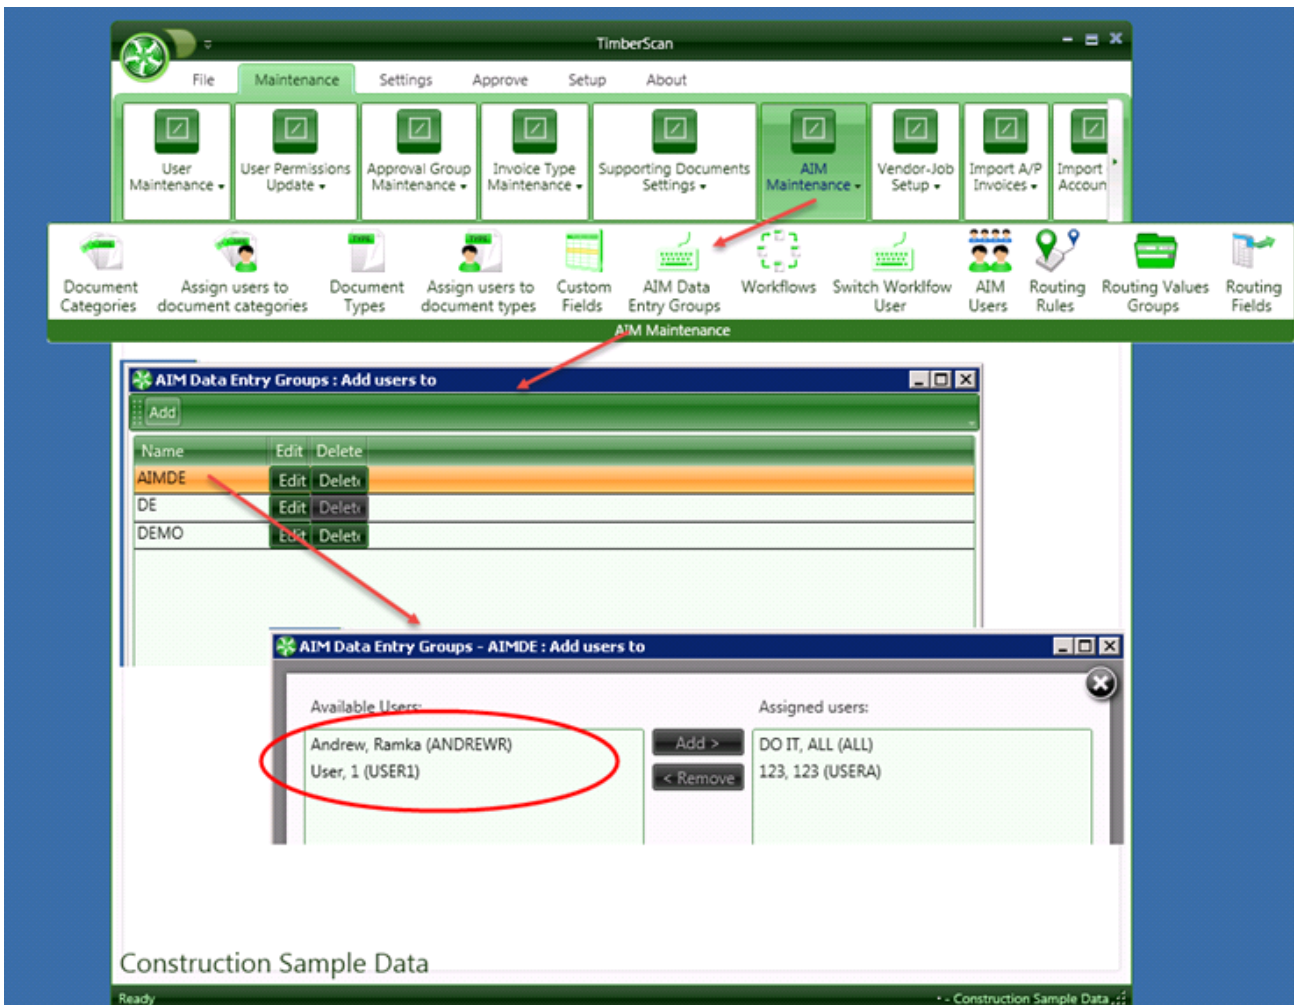 TimberScan
File Maintenance Settings Approve Setup About
User Maintenance
User Permissions Update
Approval Group Maintenance
Invoice Type Maintenance
Supporting Documents Settings
AIM Maintenance
Vendor-Job Setup
Import A/P Invoices
Import Accoun
Document Categories
Assign users to document categories
Document Types
Assign users to document types
Custom Fields
AIM Data Entry Groups
Workflows
Switch Worklfow User
AIM Users
Routing Rules
Routing Values Groups
Routing Fields
AIM Maintenance
AIM Data Entry Groups : Add users to
Add
Name Edit Delete
AIMDE Edit Delete
DE Edit Delete
DEMO Edit Delete
AIM Data Entry Groups - AIMDE : Add users to
Available Users: Assigned users:
Andrew, Ramka (ANDREWR) Add > DO IT, ALL (ALL)
User, 1 (USER1) < Remove 123, 123 (USERA)
Construction Sample Data
Ready - Construction Sample Data